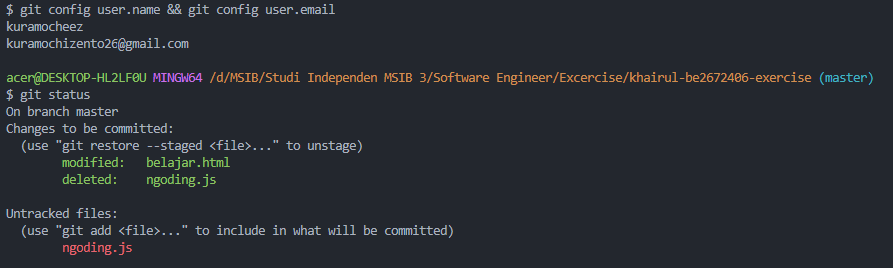 $ git config user.name && git config user.email
kuramocheez
kuramochizento26@gmail.com
acer@DESKTOP-HL2LF0U MINGW64 /d/MSIB/Studi Independen MSIB 3/Software Engineer/Excercise/khairul-be2672406-exercise (master)
$ git status
On branch master
Changes to be committed:
(use "git restore --staged <file>..." to unstage)
modified: belajar.html
deleted: ngoding.js
Untracked files:
(use "git add <file>..." to include in what will be committed)
ngoding.js